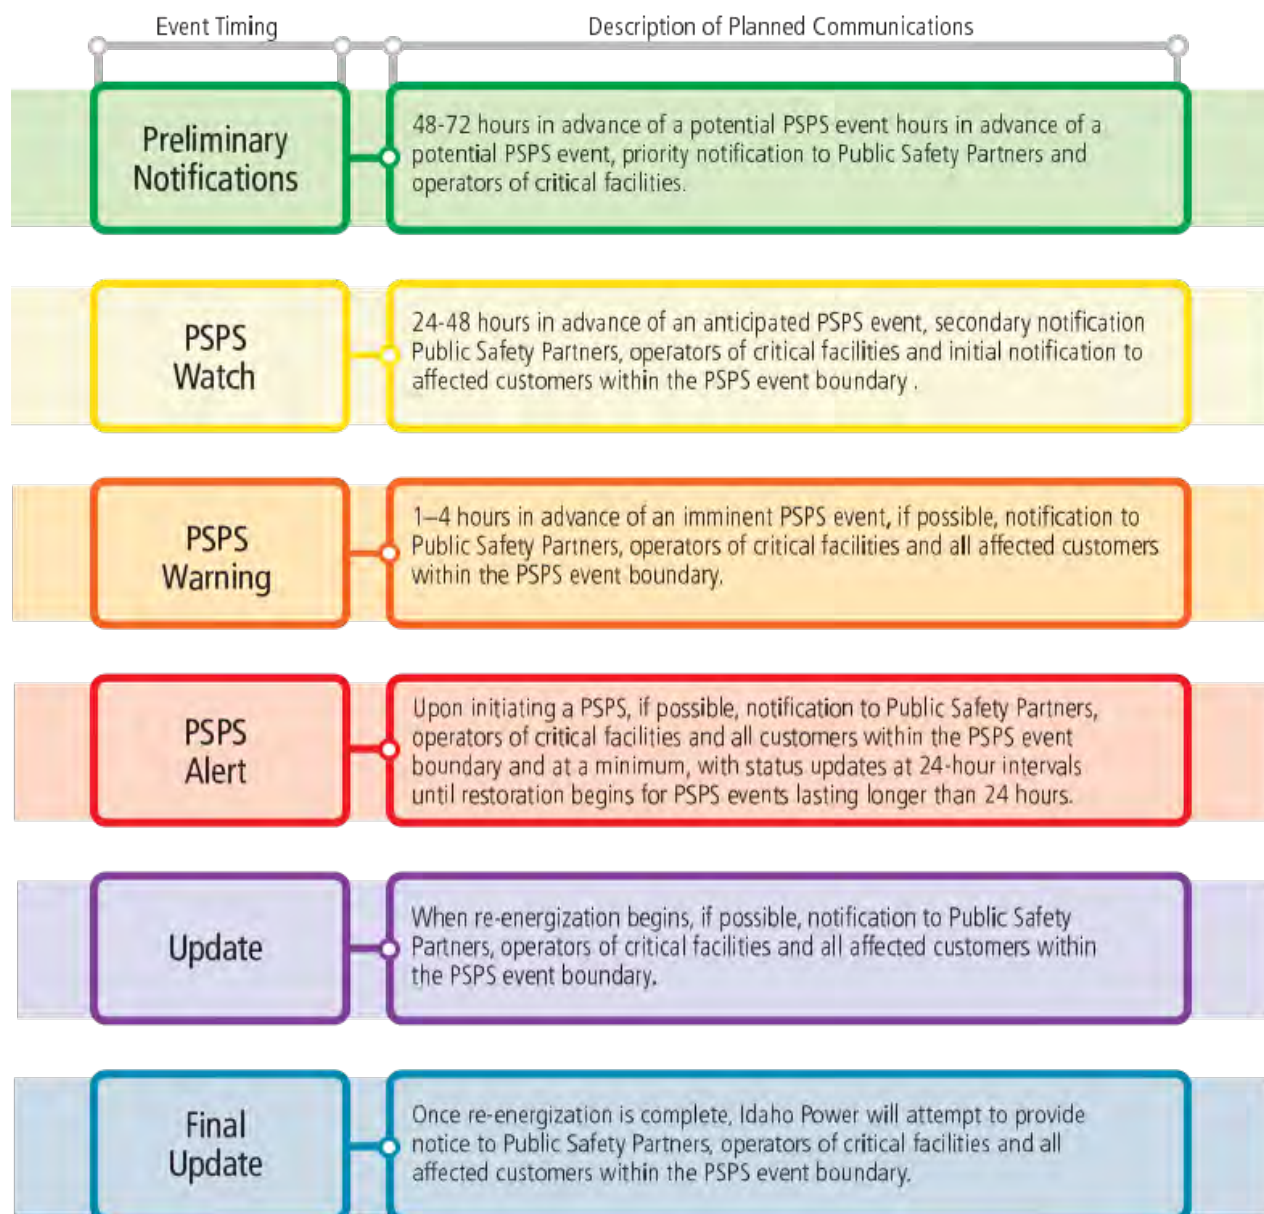 Event Timing
Description of Planned Communications
Preliminary
Notifications
48-72 hours in advance of a potential PSPS event hours in advance of a
potential PSPS event, priority notification to Public Safety Partners and
operators of critical facilities.
PSPS
Watch
24-48 hours in advance of an anticipated PSPS event, secondary notification
Public Safety Partners, operators of critical facilities and initial notification to
affected customers within the PSPS event boundary .
PSPS
Warning
1–4 hours in advance of an imminent PSPS event, if possible, notification to
Public Safety Partners, operators of critical facilities and all affected customers
within the PSPS event boundary.
PSPS
Alert
Upon initiating a PSPS, if possible, notification to Public Safety Partners,
operators of critical facilities and all customers within the PSPS event
boundary and at a minimum, with status updates at 24-hour intervals
until restoration begins for PSPS events lasting longer than 24 hours.
Update
When re-energization begins, if possible, notification to Public Safety
Partners, operators of critical facilities and all affected customers within
the PSPS event boundary.
Final
Update
Once re-energization is complete, Idaho Power will attempt to provide
notice to Public Safety Partners, operators of critical facilities and all
affected customers within the PSPS event boundary.